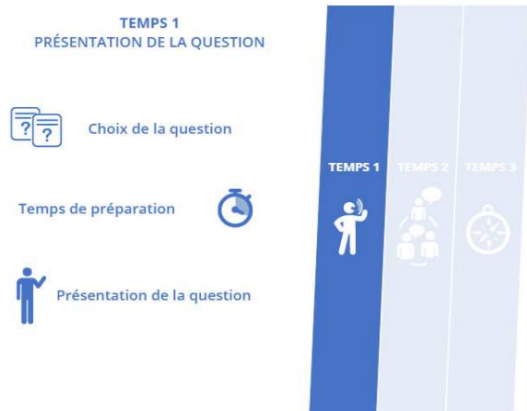 TEMPS 1
PRÉSENTATION DE LA QUESTION
? ?
Choix de la question
TEMPS 1 TEMPS 2 TEMPS 3
Temps de préparation
Présentation de la question